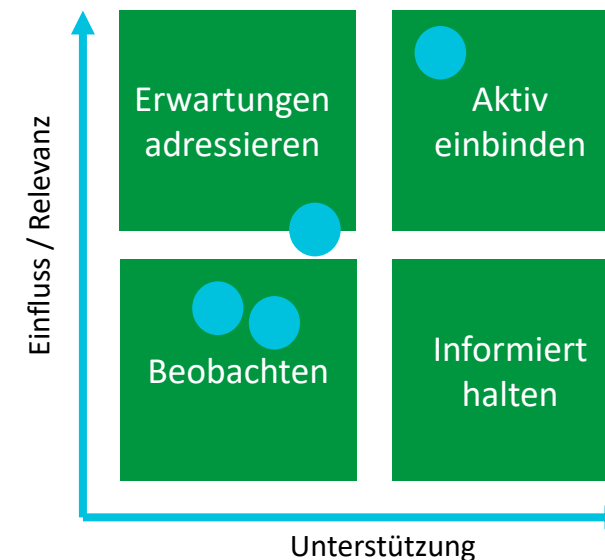 Einfluss / Relevanz
Erwartungen
adressieren
Aktiv
einbinden
Beobachten
Informiert
halten
Unterstützung